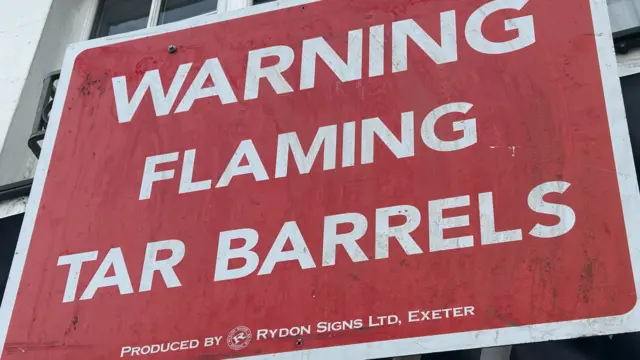 WARNING
FLAMING
TAR BARRELS
PRODUCED BY RYDON SIGNS LTD, EXETER